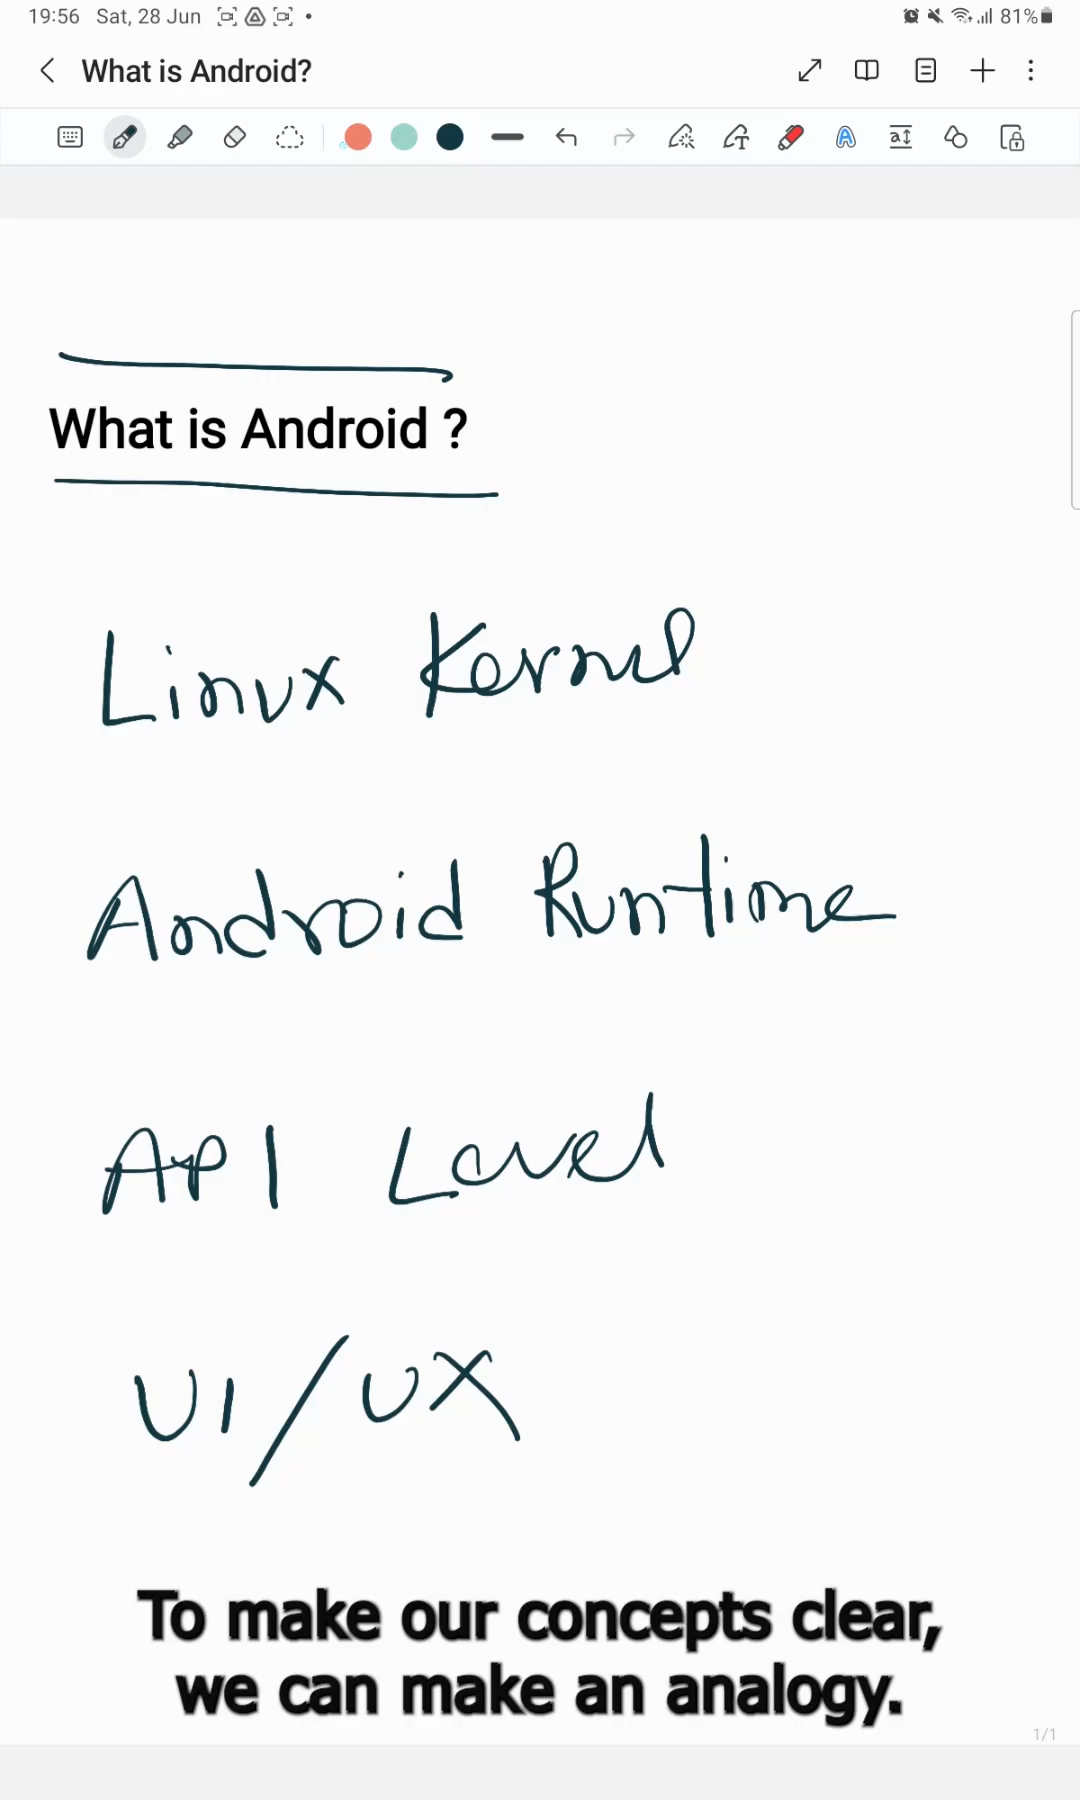 19:56 Sat, 28 Jun 81%
What is Android?
What is Android ?
Linux Kernel
Android Runtime
API Level
UI/UX
To make our concepts clear,
we can make an analogy.
1/1